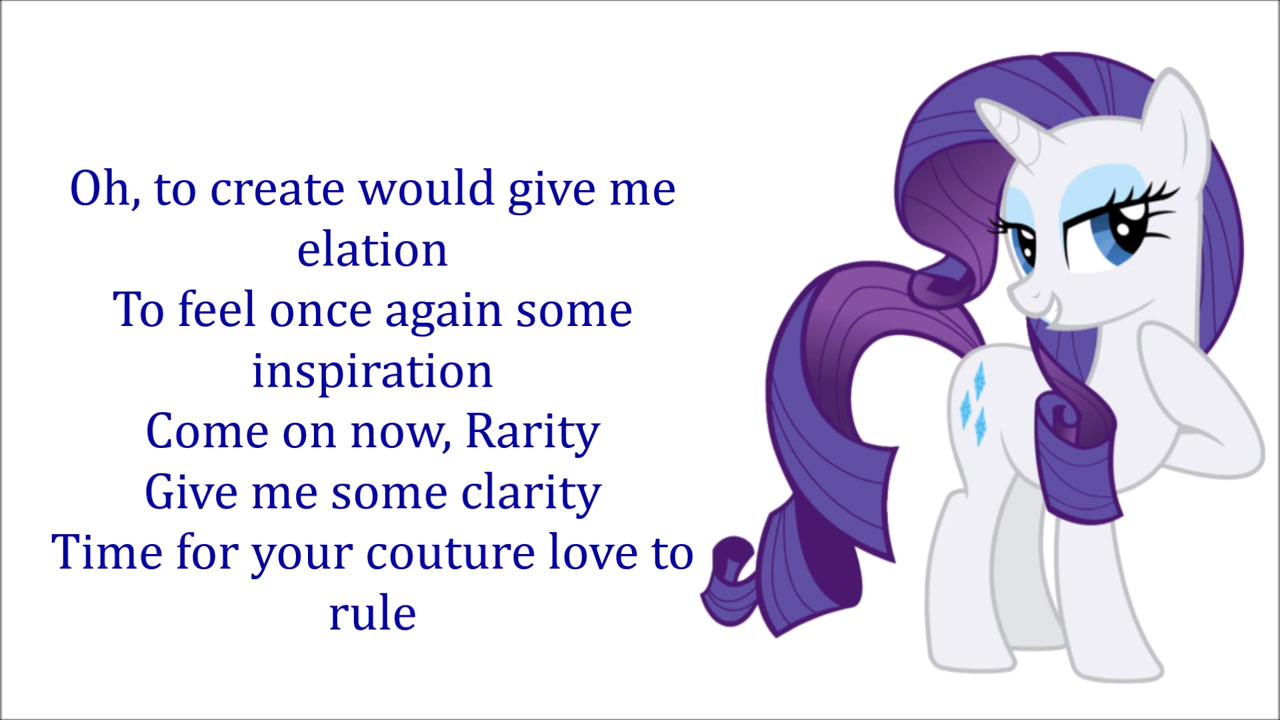 Oh, to create would give me
elation
To feel once again some
inspiration
Come on now, Rarity
Give me some clarity
Time for your couture love to
rule